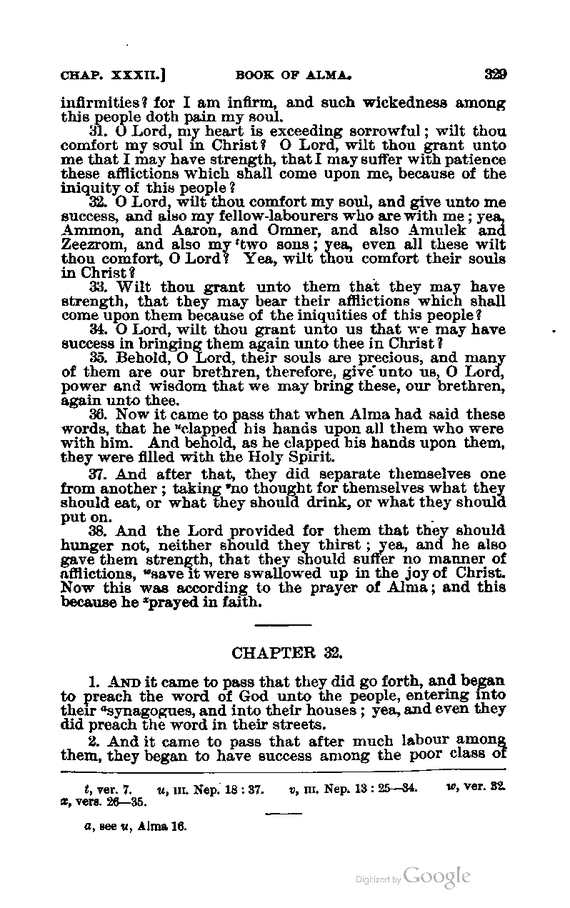 CHAP. XXXII.] BOOK OF ALMA. 329
infirmities? for I am infirm, and such wickedness among
this people doth pain my soul.
31. O Lord, my heart is exceeding sorrowful; wilt thou
comfort my soul in Christ? O Lord, wilt thou grant unto
me that I may have strength, that I may suffer with patience
these afflictions which shall come upon me, because of the
iniquity of this people?
32. O Lord, wilt thou comfort my soul, and give unto me
success, and also my fellow-labourers who are with me; yea,
Ammon, and Aaron, and Omner, and also Amulek and
Zeezrom, and also my ᵗtwo sons; yea, even all these wilt
thou comfort, O Lord? Yea, wilt thou comfort their souls
in Christ?
33. Wilt thou grant unto them that they may have
strength, that they may bear their afflictions which shall
come upon them because of the iniquities of this people?
34. O Lord, wilt thou grant unto us that we may have
success in bringing them again unto thee in Christ?
35. Behold, O Lord, their souls are precious, and many
of them are our brethren, therefore, give unto us, O Lord,
power and wisdom that we may bring these, our brethren,
again unto thee.
36. Now it came to pass that when Alma had said these
words, that he ᵘclapped his hands upon all them who were
with him. And behold, as he clapped his hands upon them,
they were filled with the Holy Spirit.
37. And after that, they did separate themselves one
from another; taking ᵛno thought for themselves what they
should eat, or what they should drink, or what they should
put on.
38. And the Lord provided for them that they should
hunger not, neither should they thirst; yea, and he also
gave them strength, that they should suffer no manner of
afflictions, ʷsave it were swallowed up in the joy of Christ.
Now this was according to the prayer of Alma; and this
because he ˣprayed in faith.
CHAPTER 32.
1. AND it came to pass that they did go forth, and began
to preach the word of God unto the people, entering into
their ᵃsynagogues, and into their houses; yea, and even they
did preach the word in their streets.
2. And it came to pass that after much labour among
them, they began to have success among the poor class of
t, ver. 7. u, III. Nep. 18:37. v, III. Nep. 13:25—34. w, ver. 32.
x, vers. 26—35.
a, see u, Alma 16.
Digitized by Google